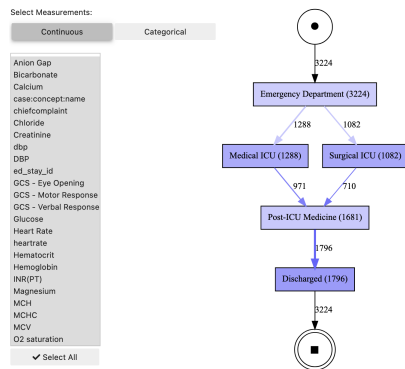 Select Measurements:
Continuous
Categorical
Anion Gap
Bicarbonate
Calcium
case:concept:name
chiefcomplaint
Chloride
Creatinine
dbp
DBP
ed_stay_id
GCS - Eye Opening
GCS - Motor Response
GCS - Verbal Response
Glucose
Heart Rate
heartrate
Hematocrit
Hemoglobin
INR(PT)
Magnesium
MCH
MCHC
MCV
O2 saturation
✔ Select All
3224
Emergency Department (3224)
1288
1082
Medical ICU (1288)
Surgical ICU (1082)
971
710
Post-ICU Medicine (1681)
1796
Discharged (1796)
3224